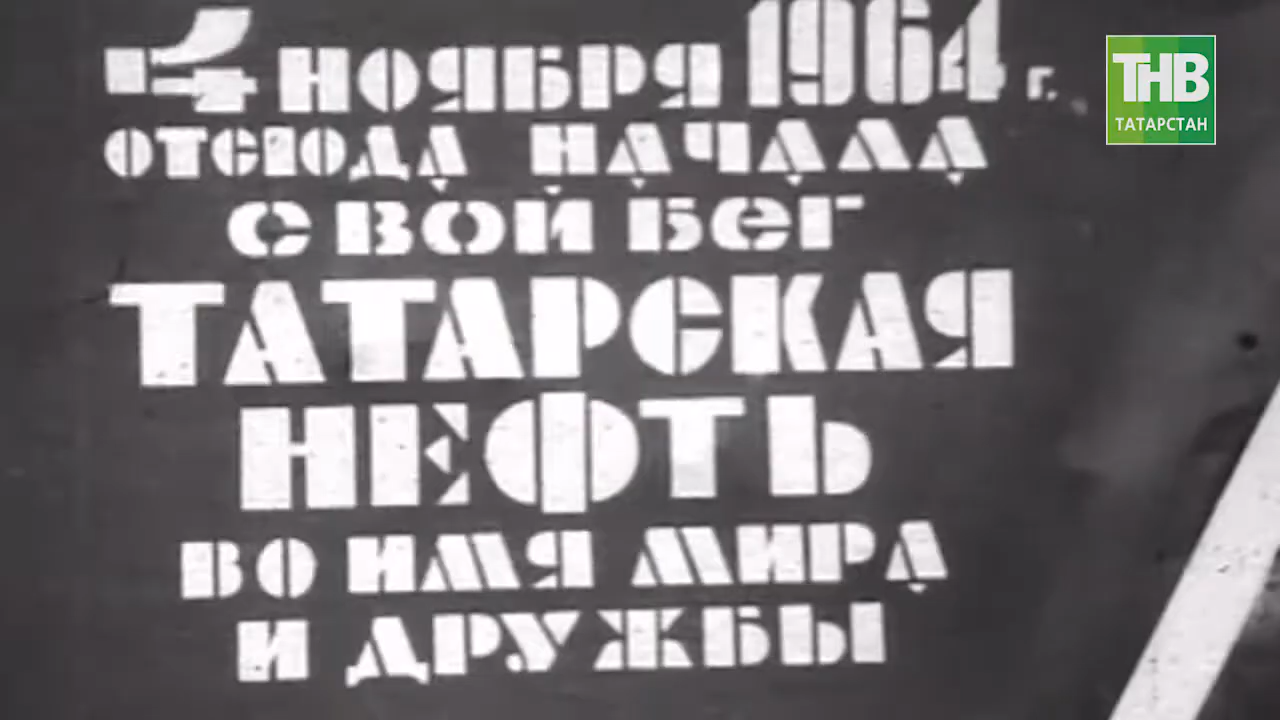 4 НОЯБРЯ 1964 г.
ОТСЮДА НАЧАЛА
СВОЙ БЕГ
ТАТАРСКАЯ
НЕФТЬ
ВО ИМЯ МИРА
И ДРУЖБЫ
ТНВ
ТАТАРСТАН